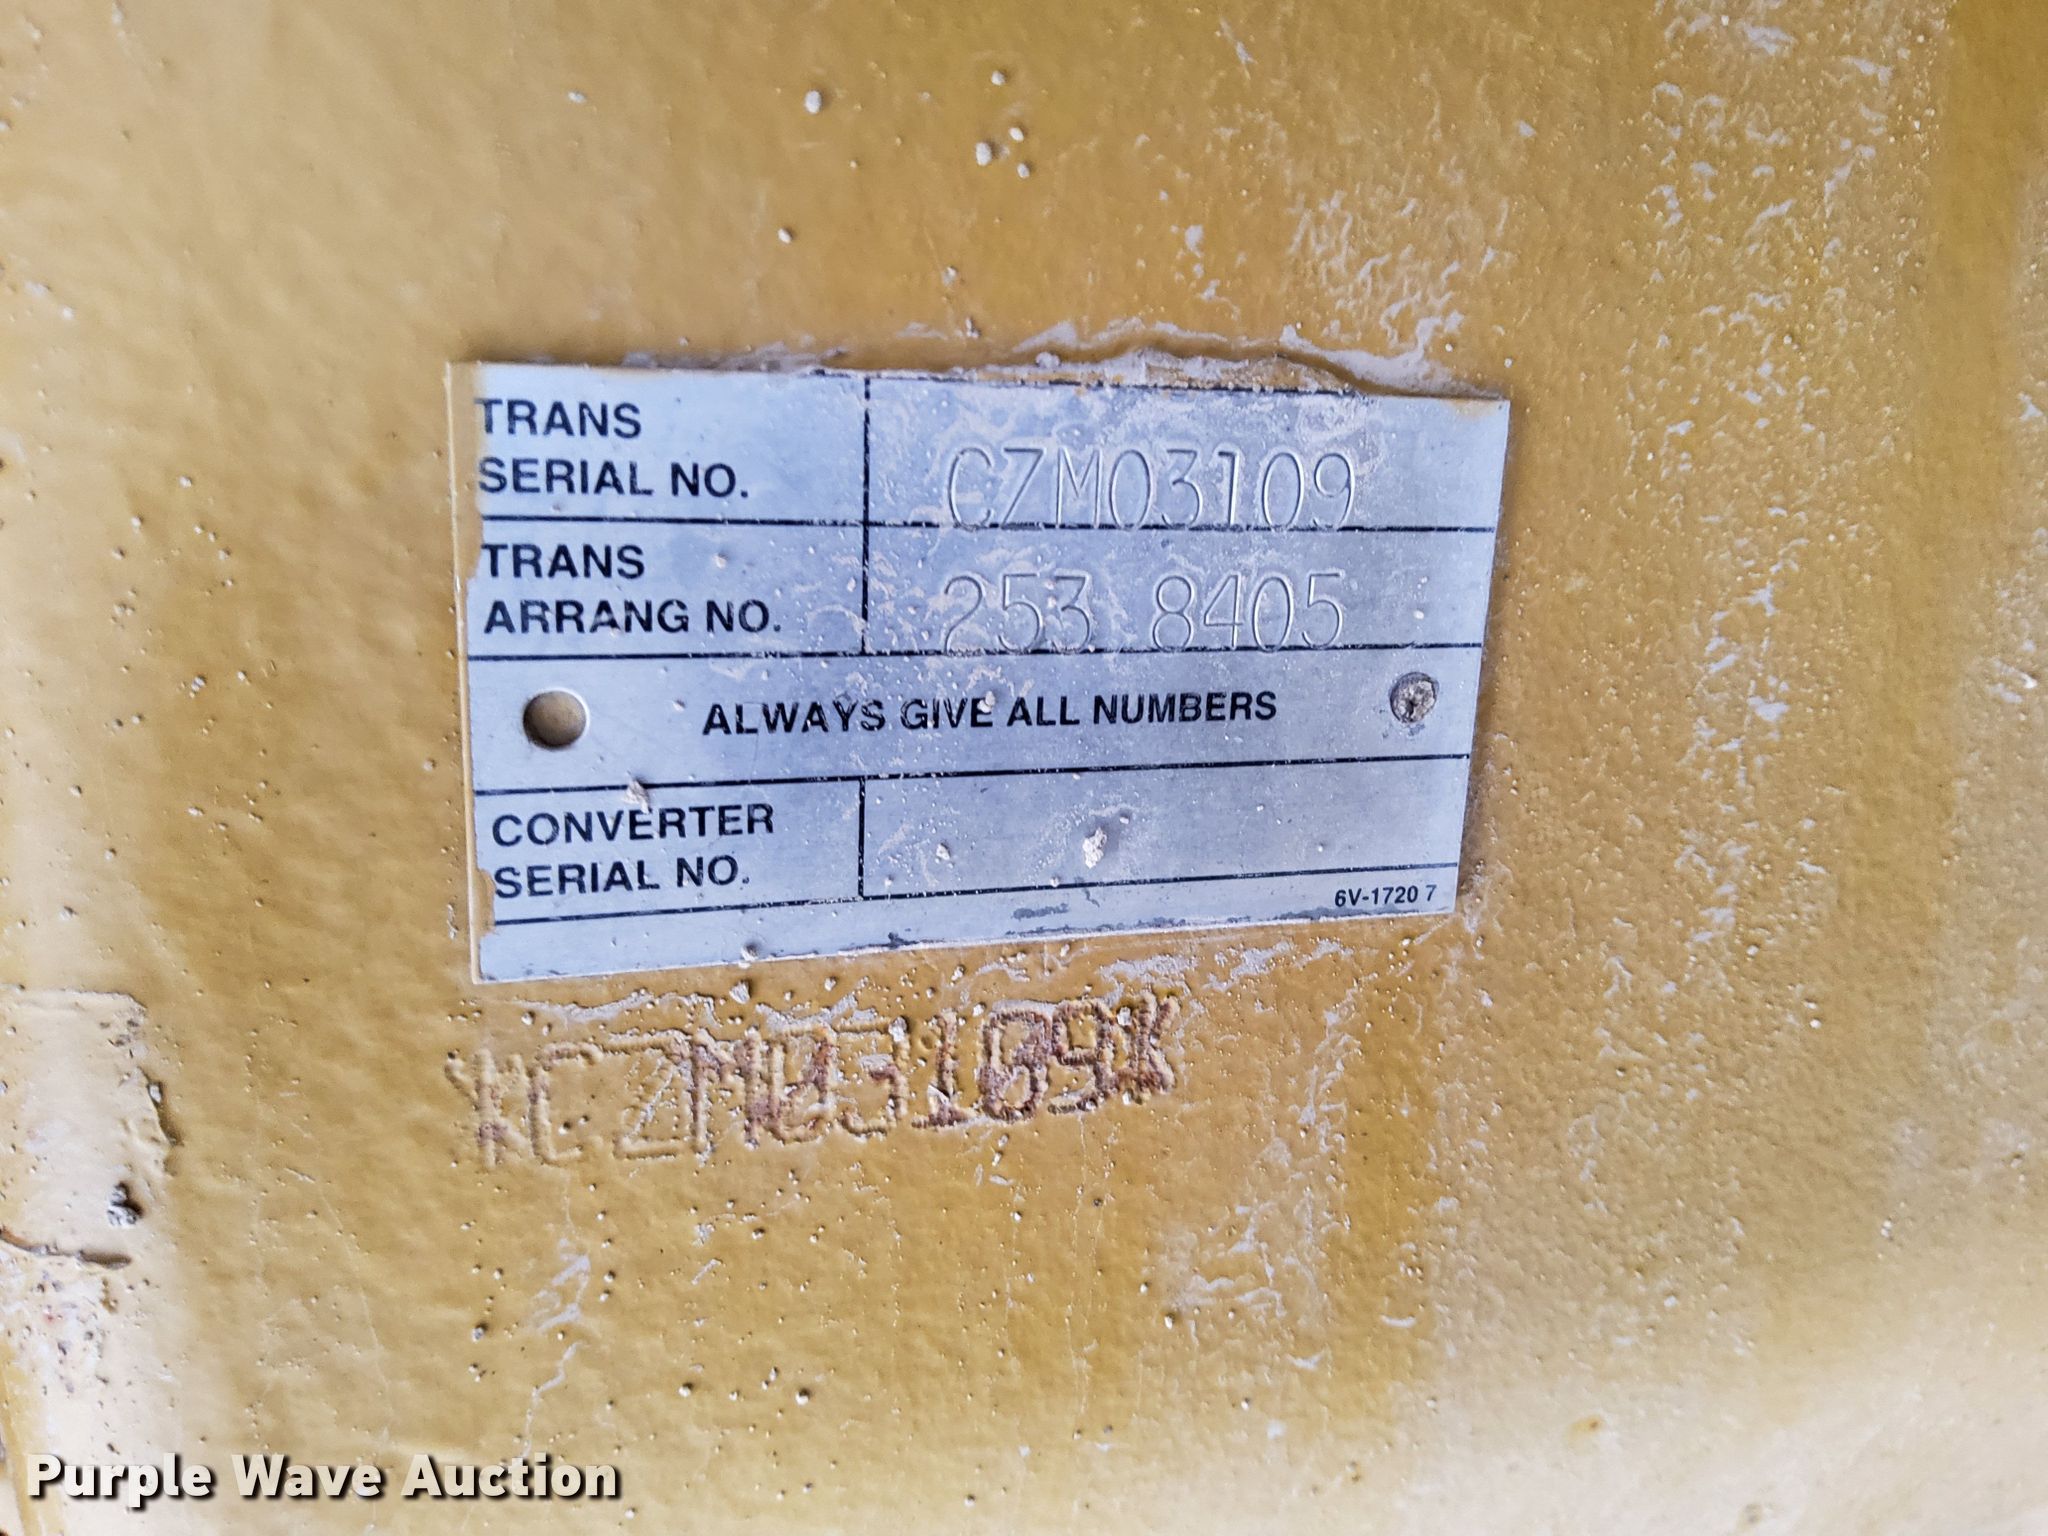 TRANS
SERIAL NO.
CZM03109
TRANS
ARRANG NO.
253 8405
ALWAYS GIVE ALL NUMBERS
CONVERTER
SERIAL NO.
6V-1720 7
*CZM03109*
Purple Wave Auction